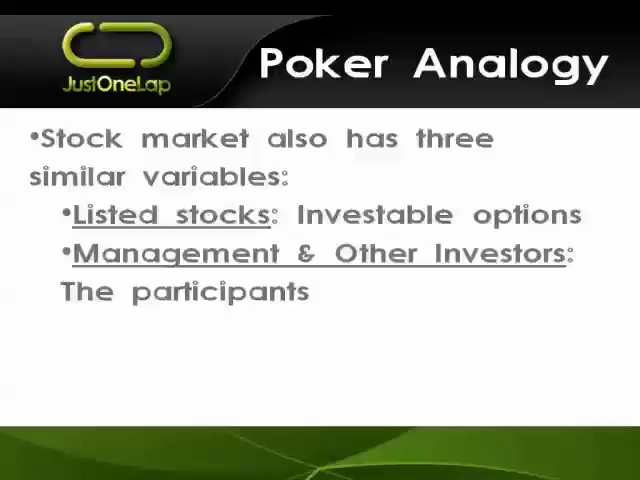 JustOneLap
Poker Analogy
•Stock market also has three
similar variables:
•Listed stocks: Investable options
•Management & Other Investors:
The participants